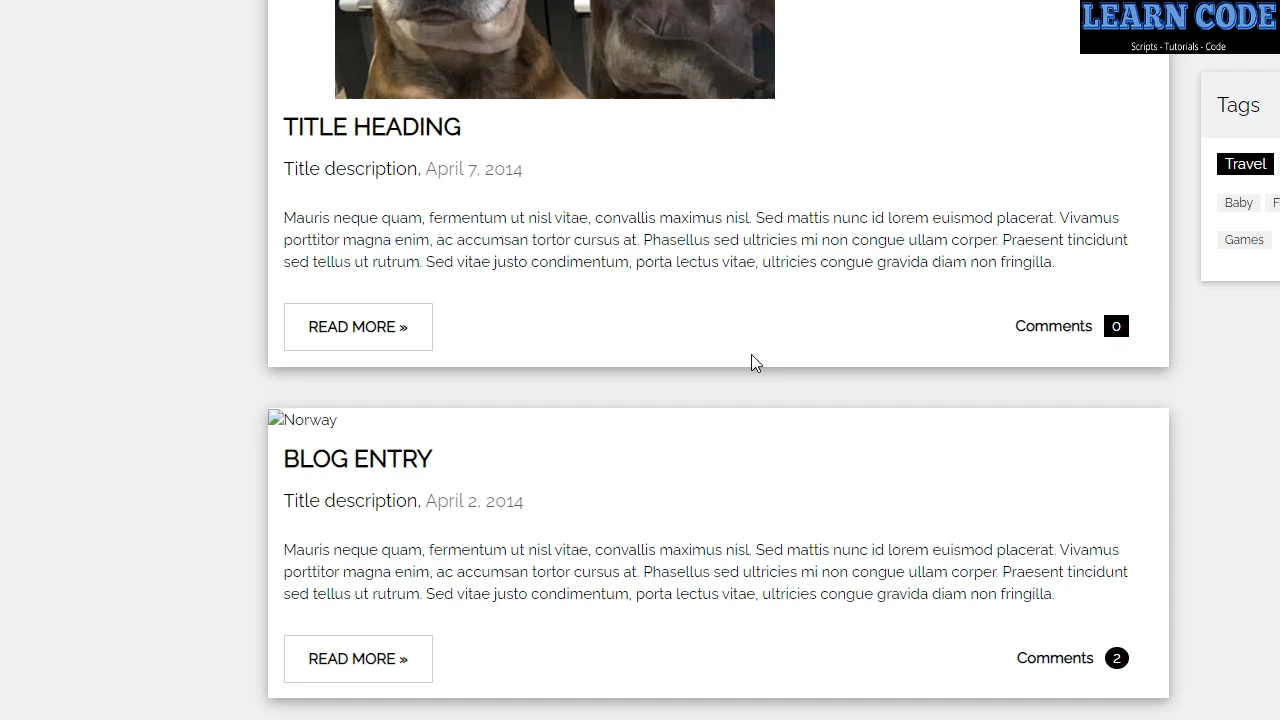 LEARN CODE
Scripts - Tutorials - Code
TITLE HEADING
Title description, April 7, 2014
Mauris neque quam, fermentum ut nisl vitae, convallis maximus nisl. Sed mattis nunc id lorem euismod placerat. Vivamus
porttitor magna enim, ac accumsan tortor cursus at. Phasellus sed ultricies mi non congue ullam corper. Praesent tincidunt
sed tellus ut rutrum. Sed vitae justo condimentum, porta lectus vitae, ultricies congue gravida diam non fringilla.
READ MORE »
Comments 0
Norway
BLOG ENTRY
Title description, April 2, 2014
Mauris neque quam, fermentum ut nisl vitae, convallis maximus nisl. Sed mattis nunc id lorem euismod placerat. Vivamus
porttitor magna enim, ac accumsan tortor cursus at. Phasellus sed ultricies mi non congue ullam corper. Praesent tincidunt
sed tellus ut rutrum. Sed vitae justo condimentum, porta lectus vitae, ultricies congue gravida diam non fringilla.
READ MORE »
Comments 2
Tags
Travel
Baby
Games